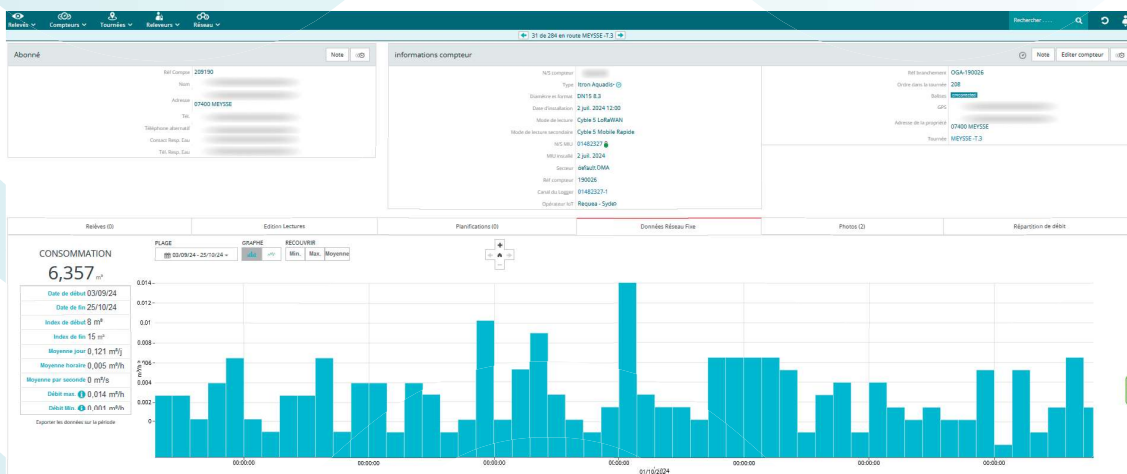 Relevés Compteurs Tournées Releveurs Réseau Rechercher ......
31 de 284 en route MEYSSE -T.3
Abonné Note
Réf Compte 209190
Nom
Adresse
07400 MEYSSE
Tél.
Téléphone alternatif
Contact Resp. Eau
Tél. Resp. Eau
informations compteur Note Editer compteur
N/S compteur
Type Itron Aquadis-
Diamètre et format DN15 8,3
Date d'installation 2 juil. 2024 12:00
Mode de lecture Cyble 5 LoRaWAN
Mode de lecture secondaire Cyble 5 Mobile Rapide
N/S MIU 01482327
MIU installé 2 juil. 2024
Secteur default DMA
Réf compteur 190026
Canal du Logger 01482327-1
Opérateur IoT Requea - Syded
Réf branchement OGA-190026
Ordre dans la tournée 208
Balises
GPS
Adresse de la propriété
07400 MEYSSE
Tournée MEYSSE -T.3
Relèves (0) Edition Lectures Planifications (0) Données Réseau Fixe Photos (2) Répartition de débit
CONSOMMATION
6,357 m³
Date de début 03/09/24
Date de fin 25/10/24
Index de début 8 m³
Index de fin 15 m³
Moyenne jour 0,121 m³/j
Moyenne horaire 0,005 m³/h
Moyenne par seconde 0 m³/s
Débit max. 0,014 m³/h
Débit Min. 0,001 m³/h
Exporter les données sur la période
PLAGE GRAPHE RECOUVRIR
03/09/24 - 25/10/24 Min. Max. Moyenne
0.014
0.012
0.01
0.008
0.006
0.004
0.002
0
m³/h
00:00:00 00:00:00 00:00:00 00:00:00 00:00:00 00:00:00 00:00:00
01/10/2024